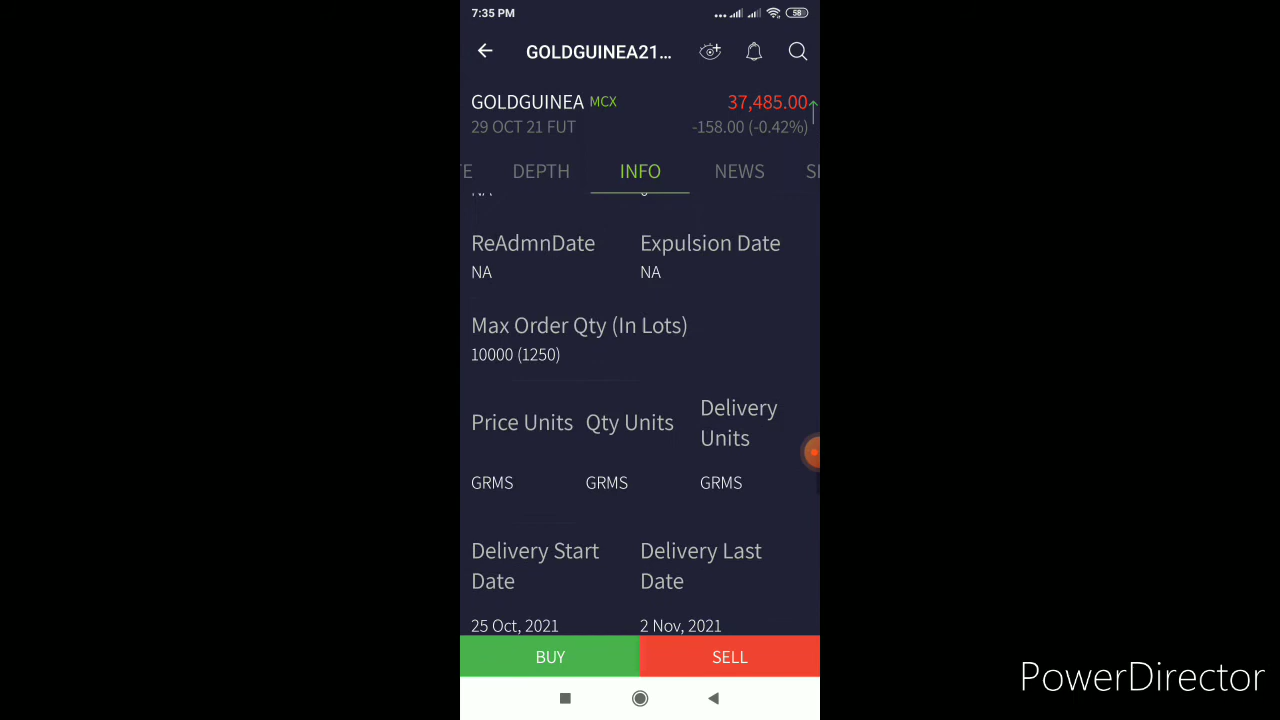 7:35 PM
58
GOLDGUINEA21...
GOLDGUINEA MCX
37,485.00
29 OCT 21 FUT
-158.00 (-0.42%)
TE DEPTH INFO NEWS
ReAdmnDate Expulsion Date
NA NA
Max Order Qty (In Lots)
10000 (1250)
Price Units Qty Units Delivery
Units
GRMS GRMS GRMS
Delivery Start Delivery Last
Date Date
25 Oct, 2021 2 Nov, 2021
BUY SELL
PowerDirector